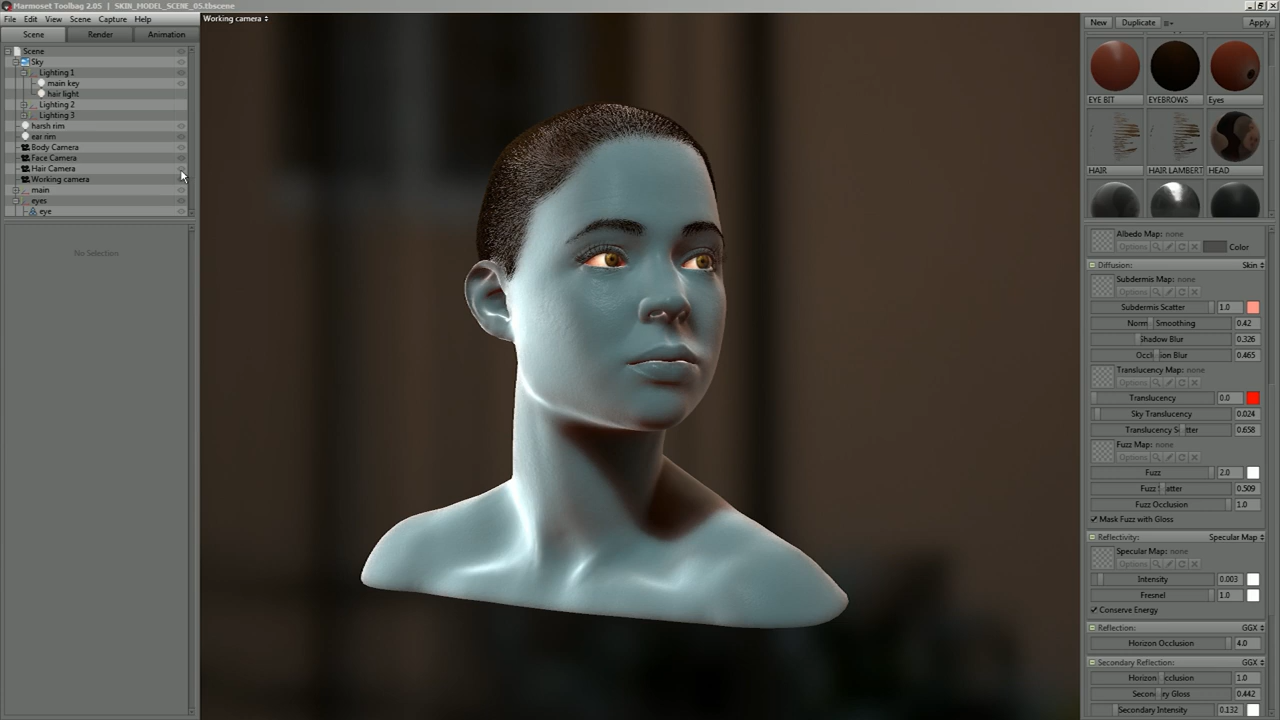 Marmoset Toolbag 2.05 | SKIN_MODEL_SCENE_05.tbscene
File Edit View Scene Capture Help
Working camera
New Duplicate Apply
Scene Render Animation
Scene
Sky
Lighting 1
main key
hair light
Lighting 2
Lighting 3
harsh rim
ear rim
Body Camera
Face Camera
Hair Camera
Working camera
main
eyes
eye
No Selection
EYE BIT EYEBROWS Eyes
HAIR HAIR LAMBERT HEAD
Albedo Map: none
Options Color
Diffusion: Skin
Subdermis Map: none
Options
Subdermis Scatter 1.0
Smoothing 0.42
Shadow Blur 0.326
Blur 0.465
Translucency Map: none
Options
Translucency 0.0
Sky Translucency 0.024
Translucency 0.658
Fuzz Map: none
Options
Fuzz 2.0
Fuzz 0.509
Fuzz Occlusion 1.0
Mask Fuzz with Gloss
Reflectivity: Specular Map
Specular Map: none
Options
Intensity 0.003
Fresnel 1.0
Conserve Energy
Reflection: GGX
Horizon Occlusion 4.0
Secondary Reflection: GGX
1.0
Gloss 0.442
Secondary Intensity 0.132